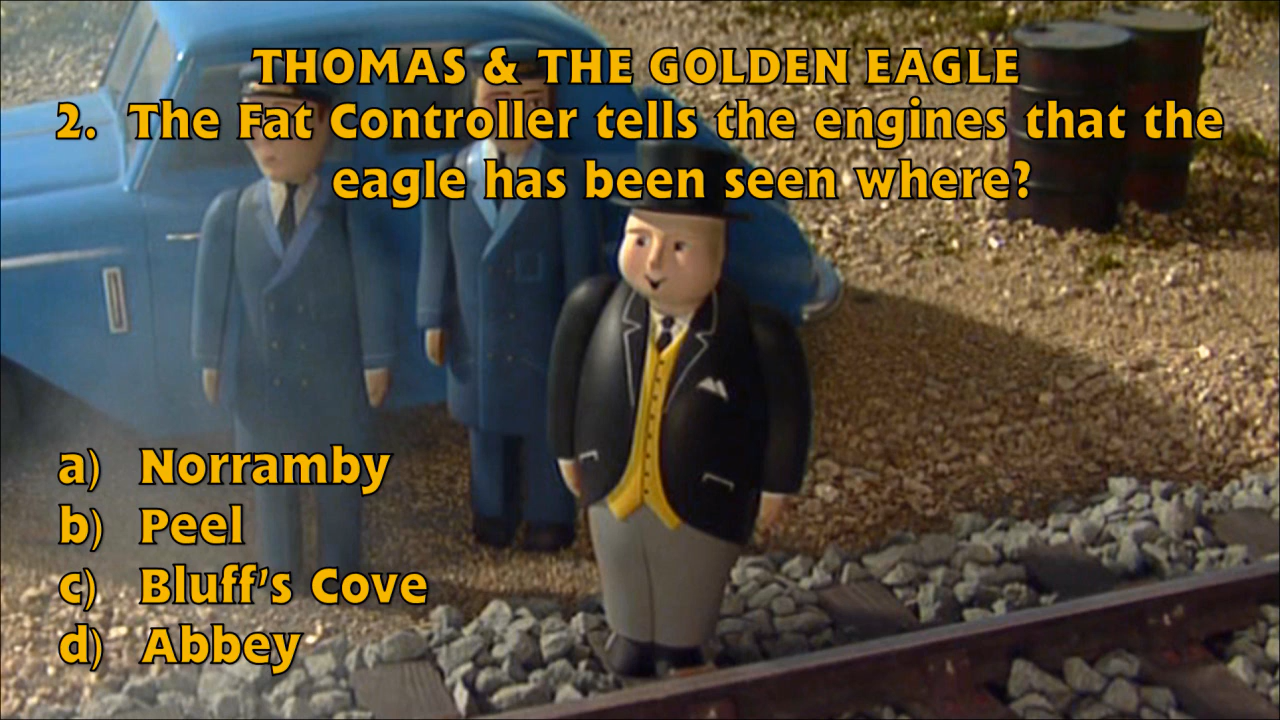 THOMAS & THE GOLDEN EAGLE
2. The Fat Controller tells the engines that the
eagle has been seen where?
a) Norramby
b) Peel
c) Bluff's Cove
d) Abbey